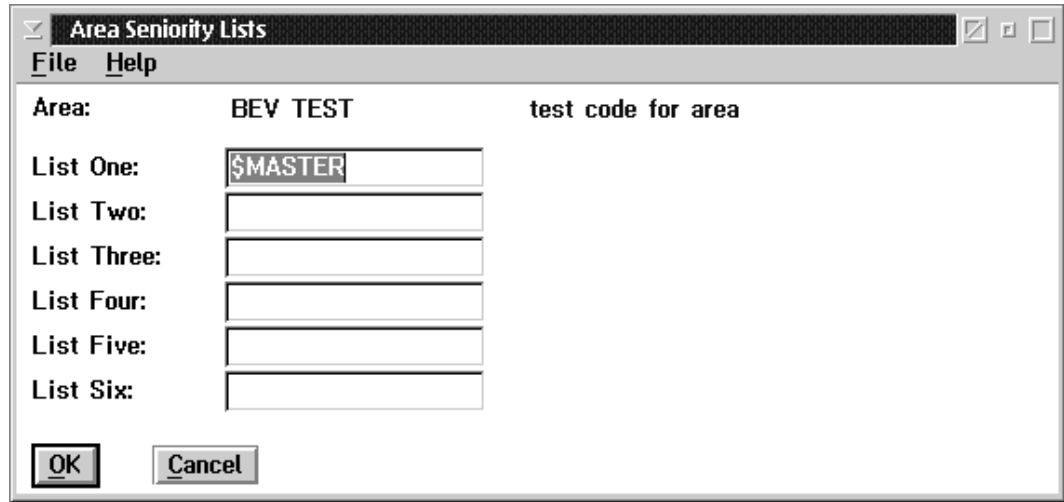 Area Seniority Lists
File Help
Area: BEV TEST test code for area
List One: $MASTER
List Two:
List Three:
List Four:
List Five:
List Six:
OK Cancel